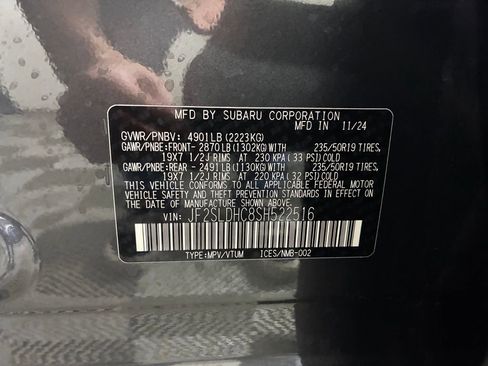 MFD BY SUBARU CORPORATION
MFD IN 11/24
GVWR/PNBV: 4901LB(2223KG)
GAWR/PNBE:FRONT- 2870LB(1302KG)WITH 235/50R19 TIRES,
19X7 1/2J RIMS AT 230 KPA(33 PSI)COLD
GAWR/PNBE:REAR- 2491LB(1130KG)WITH 235/50R19 TIRES,
19X7 1/2J RIMS AT 220 KPA(32 PSI)COLD
THIS VEHICLE CONFORMS TO ALL APPLICABLE FEDERAL MOTOR
VEHICLE SAFETY AND THEFT PREVENTION STANDARDS IN EFFECT ON
THE DATE OF MANUFACTURE SHOWN ABOVE.
VIN: JF2SLDHC8SH522516
TYPE:MPV/VTUM ICES/NMB-002